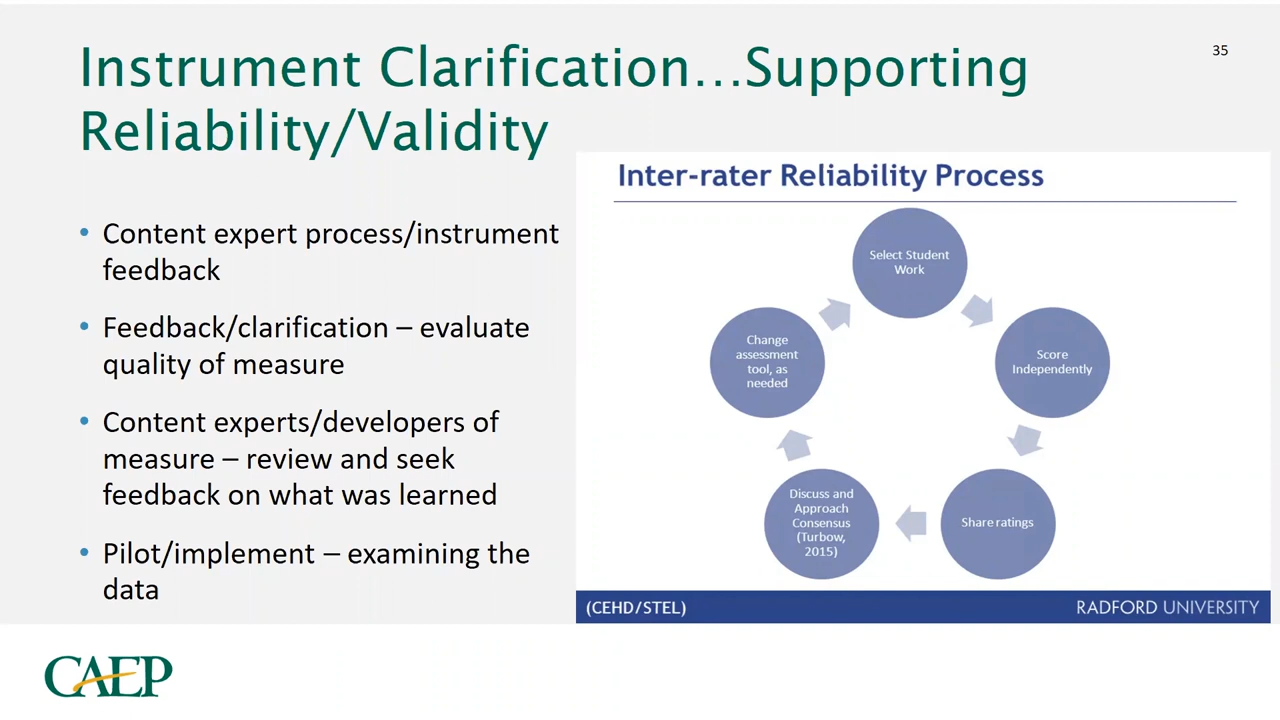 Instrument Clarification…Supporting
Reliability/Validity
35
• Content expert process/instrument
feedback
• Feedback/clarification – evaluate
quality of measure
• Content experts/developers of
measure – review and seek
feedback on what was learned
• Pilot/implement – examining the
data
Inter-rater Reliability Process
Select Student
Work
Score
Independently
Share ratings
Discuss and
Approach
Consensus
(Turbow,
2015)
Change
assessment
tool, as
needed
(CEHD/STEL)
RADFORD UNIVERSITY
CAEP